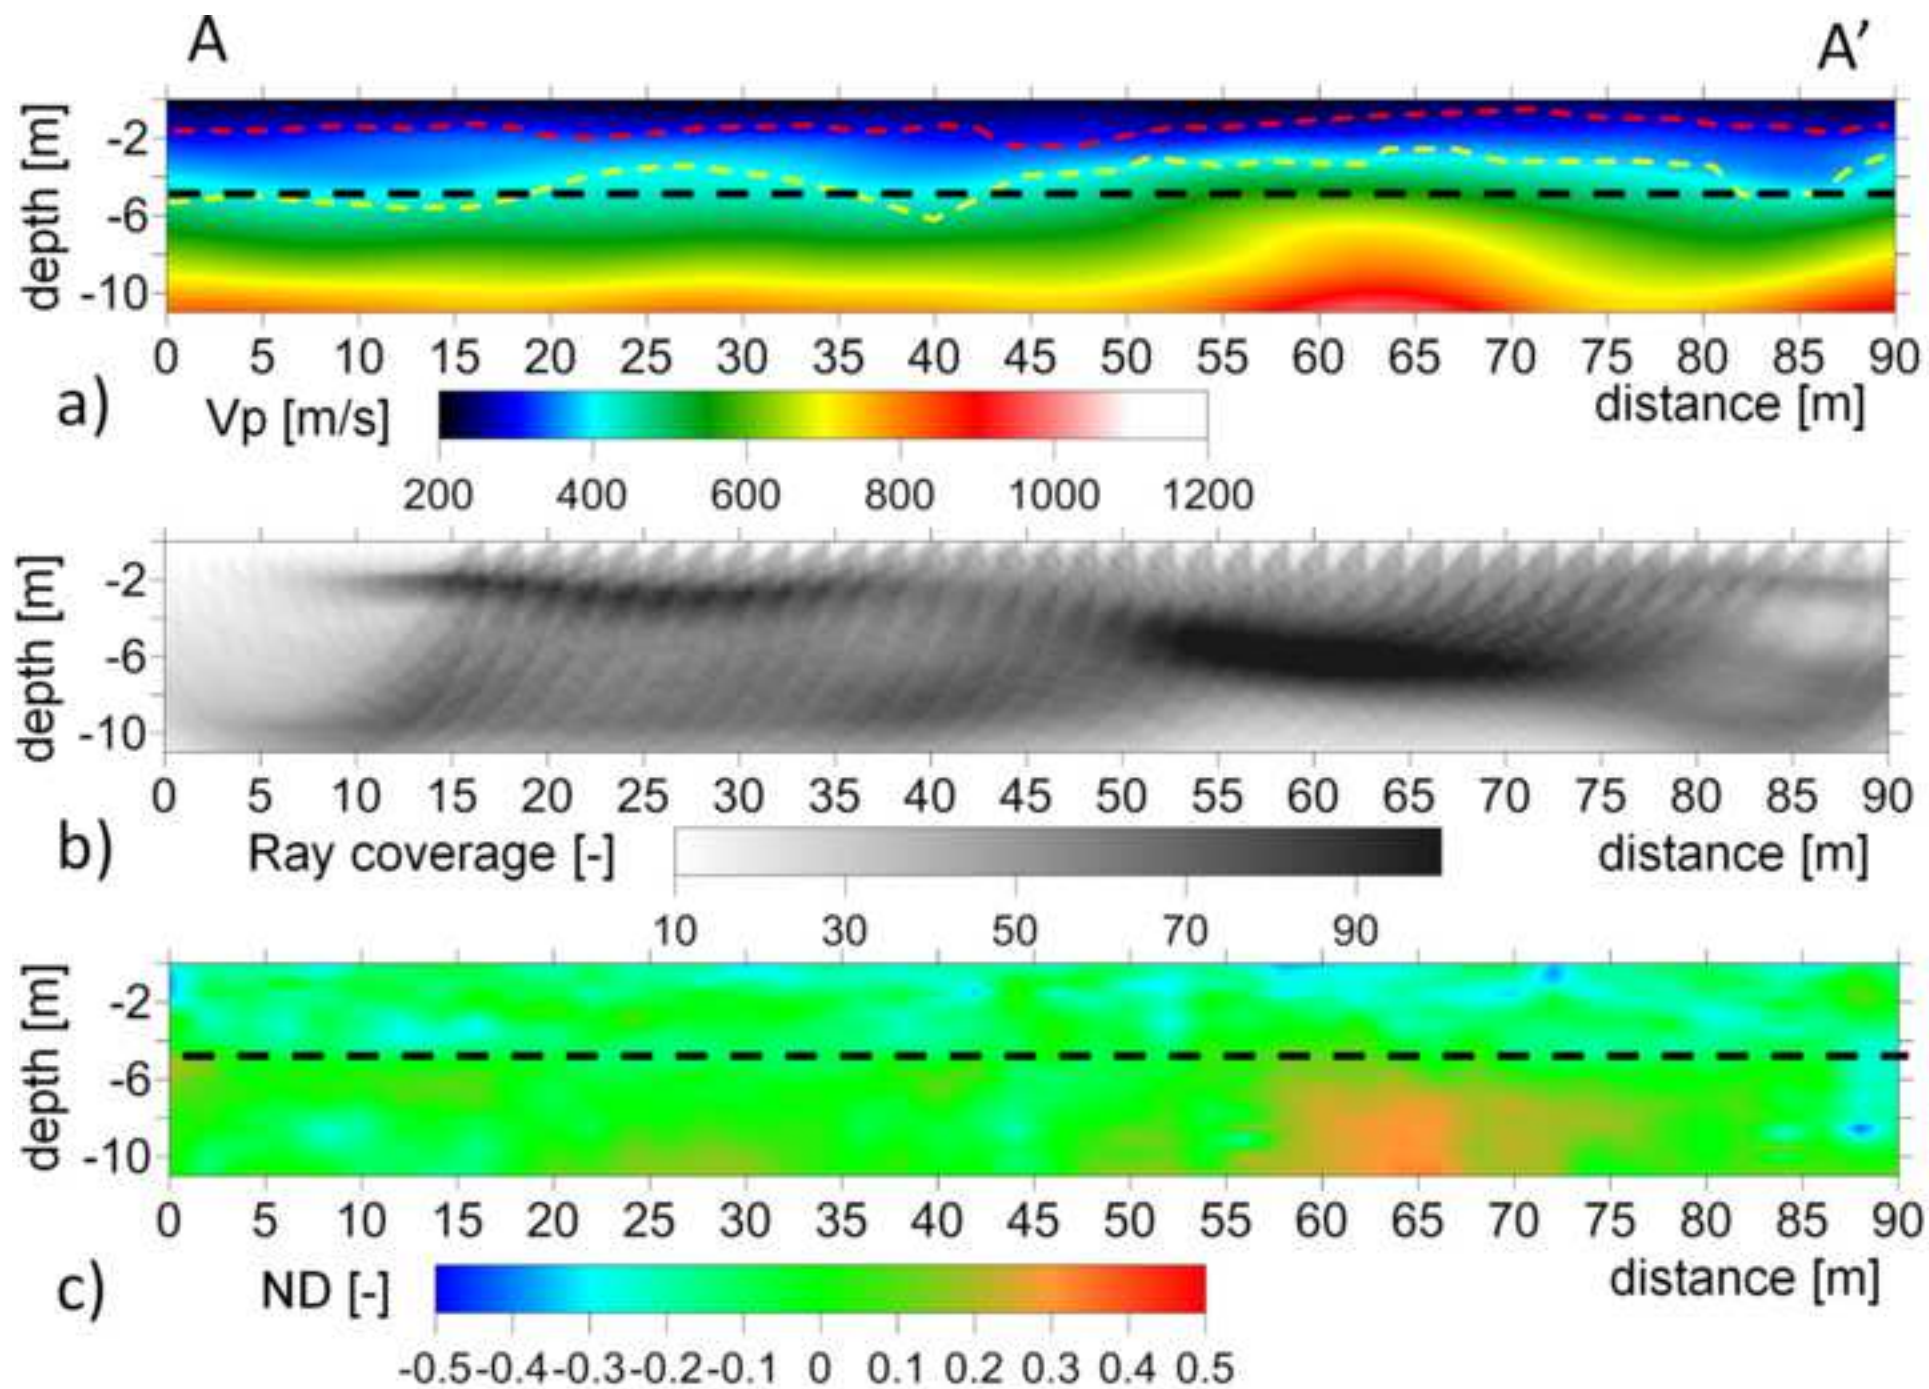 A A’
depth [m]
-2
-6
-10
0 5 10 15 20 25 30 35 40 45 50 55 60 65 70 75 80 85 90
a) Vp [m/s] distance [m]
200 400 600 800 1000 1200
depth [m]
-2
-6
-10
0 5 10 15 20 25 30 35 40 45 50 55 60 65 70 75 80 85 90
b) Ray coverage [-] distance [m]
10 30 50 70 90
depth [m]
-2
-6
-10
0 5 10 15 20 25 30 35 40 45 50 55 60 65 70 75 80 85 90
c) ND [-] distance [m]
-0.5 -0.4 -0.3 -0.2 -0.1 0 0.1 0.2 0.3 0.4 0.5